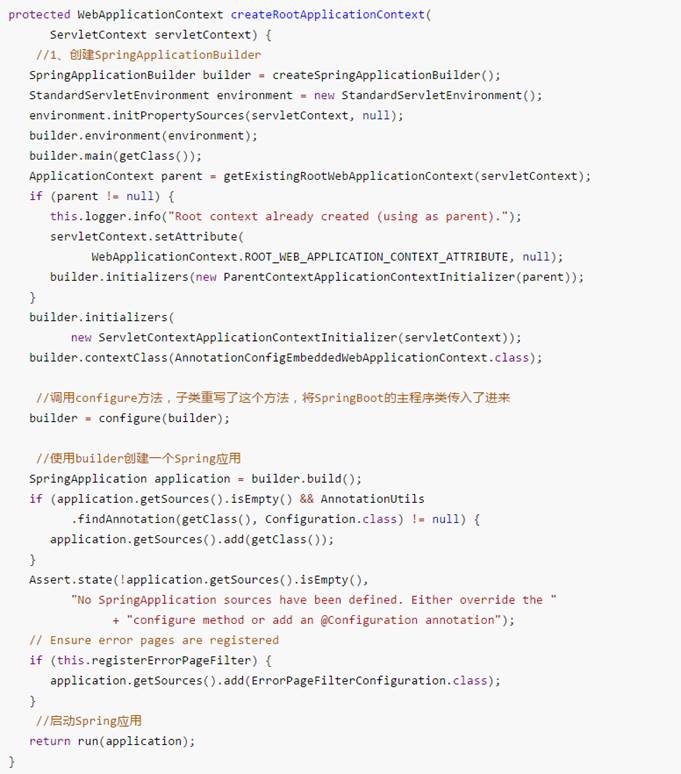 protected WebApplicationContext createRootApplicationContext(
ServletContext servletContext) {
//1、创建SpringApplicationBuilder
SpringApplicationBuilder builder = createSpringApplicationBuilder();
StandardServletEnvironment environment = new StandardServletEnvironment();
environment.initPropertySources(servletContext, null);
builder.environment(environment);
builder.main(getClass());
ApplicationContext parent = getExistingRootWebApplicationContext(servletContext);
if (parent != null) {
this.logger.info("Root context already created (using as parent).");
servletContext.setAttribute(
WebApplicationContext.ROOT_WEB_APPLICATION_CONTEXT_ATTRIBUTE, null);
builder.initializers(new ParentContextApplicationContextInitializer(parent));
}
builder.initializers(
new ServletContextApplicationContextInitializer(servletContext));
builder.contextClass(AnnotationConfigEmbeddedWebApplicationContext.class);
//调用configure方法，子类重写了这个方法，将SpringBoot的主程序类传入了进来
builder = configure(builder);
//使用builder创建一个Spring应用
SpringApplication application = builder.build();
if (application.getSources().isEmpty() && AnnotationUtils
.findAnnotation(getClass(), Configuration.class) != null) {
application.getSources().add(getClass());
}
Assert.state(!application.getSources().isEmpty(),
"No SpringApplication sources have been defined. Either override the "
+ "configure method or add an @Configuration annotation");
// Ensure error pages are registered
if (this.registerErrorPageFilter) {
application.getSources().add(ErrorPageFilterConfiguration.class);
}
//启动Spring应用
return run(application);
}